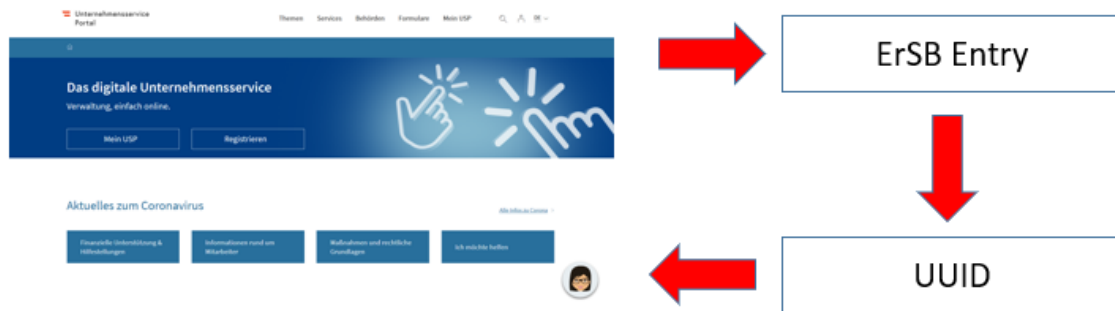 Unternehmensservice
Portal
Themen Services Behörden Formulare Mein USP
Das digitale Unternehmensservice
Verwaltung, einfach online.
Mein USP Registrieren
Aktuelles zum Coronavirus
Alle Infos zu Corona
Finanzielle Unterstützung &
Hilfestellungen
Informationen rund um
Mitarbeiter
Maßnahmen und rechtliche
Grundlagen
Ich möchte helfen
ErSB Entry
UUID